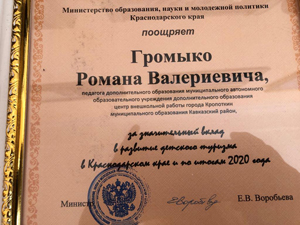 Министерство образования, науки и молодежной политики
Краснодарского края
поощряет
Громыко
Романа Валериевича,
педагога дополнительного образования муниципального автономного
образовательного учреждения дополнительного образования
центр внешкольной работы города Кропоткин
муниципального образования Кавказский район,
за значительный вклад
в развитие детского туризма
в Краснодарском крае и по итогам 2020 года
Министр
Е.В. Воробьева